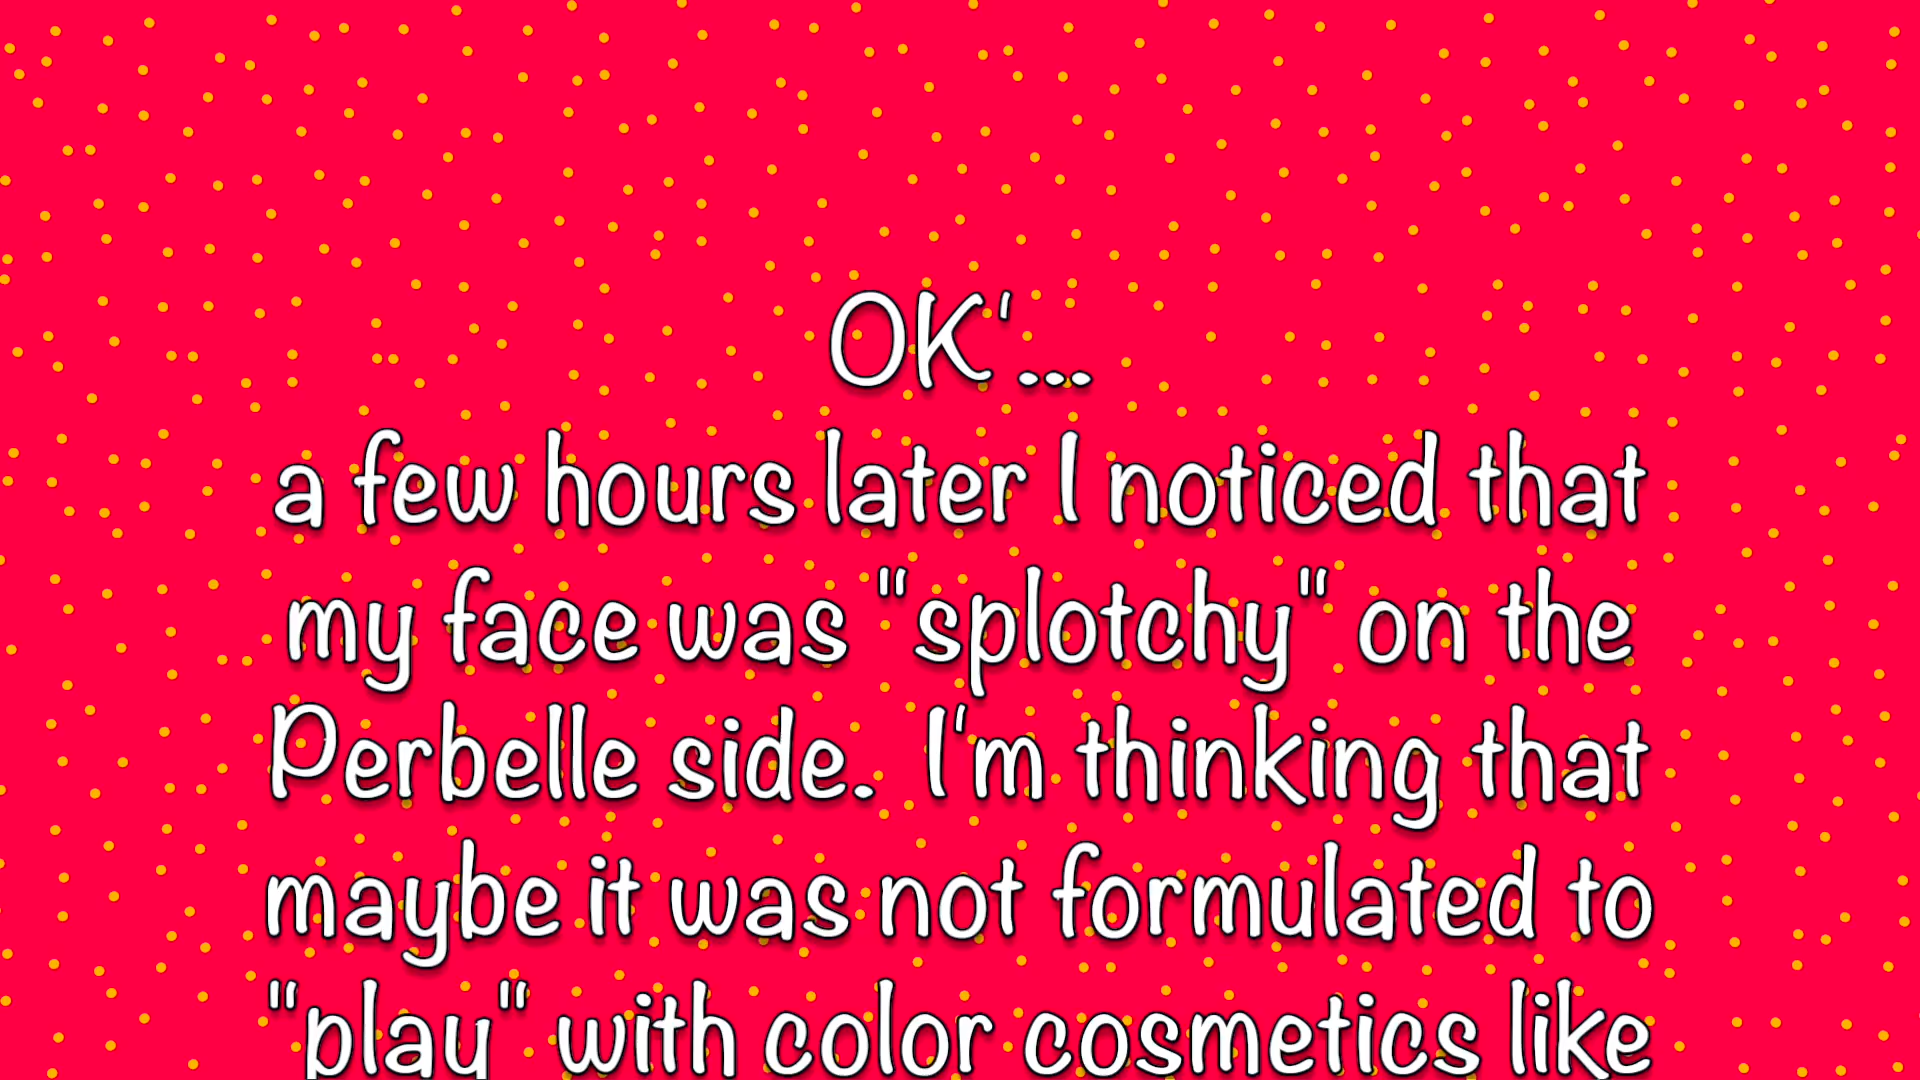 OK'...
a few hours later I noticed that
my face was "splotchy" on the
Perbelle side.  I'm thinking that
maybe it was not formulated to
"play" with color cosmetics like